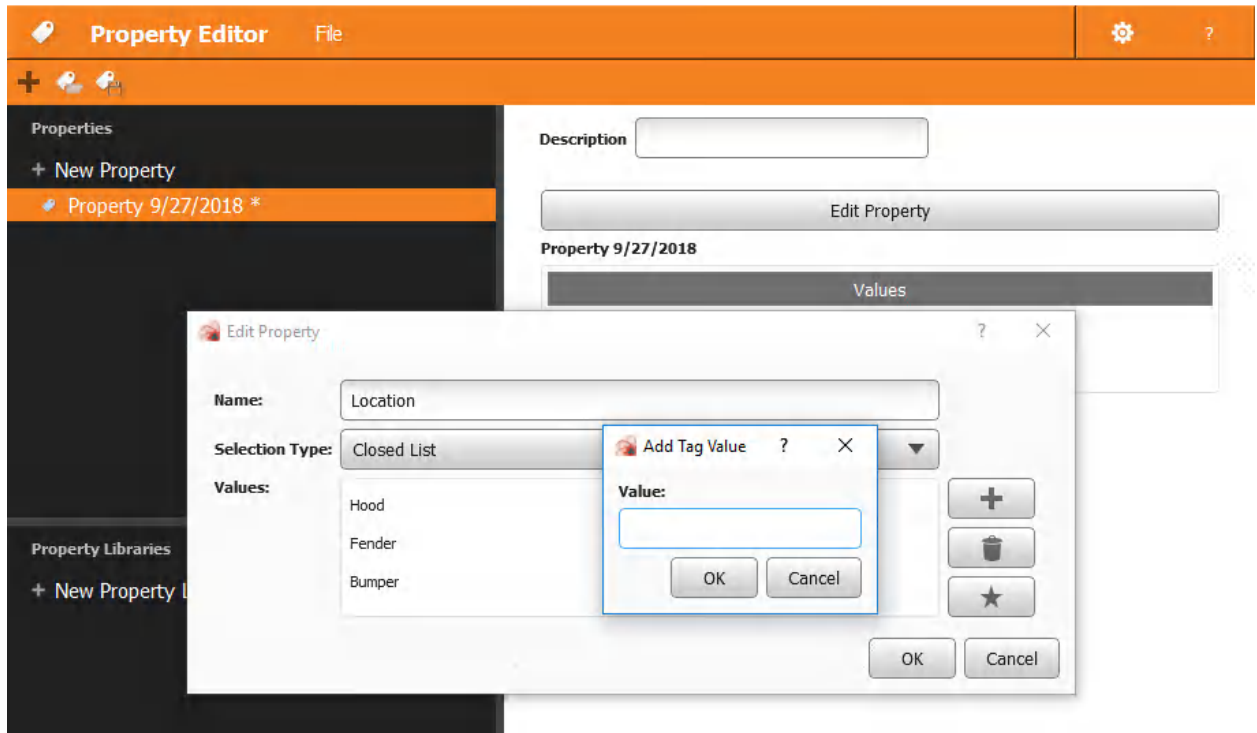 Property Editor File ?
Properties
+ New Property
Property 9/27/2018 *
Description
Edit Property
Property 9/27/2018
Values
Edit Property ?
Name: Location
Selection Type: Closed List
Values:
Hood
Fender
Bumper
Add Tag Value ?
Value:
OK Cancel
OK Cancel
Property Libraries
+ New Property